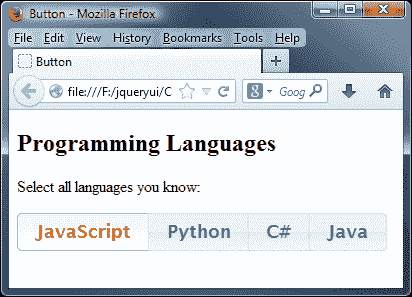 Button - Mozilla Firefox
File Edit View History Bookmarks Tools Help
Button
file:///F:/jqueryui/C Goog
Programming Languages
Select all languages you know:
JavaScript Python C# Java